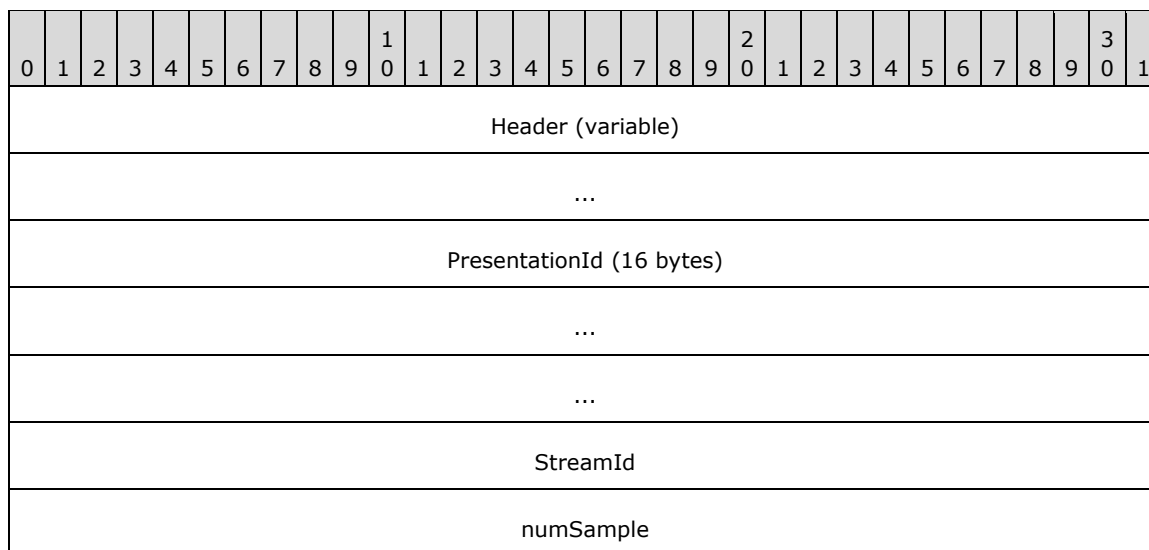 1 2 3
0 1 2 3 4 5 6 7 8 9 0 1 2 3 4 5 6 7 8 9 0 1 2 3 4 5 6 7 8 9 0 1
Header (variable)
...
PresentationId (16 bytes)
...
...
StreamId
numSample